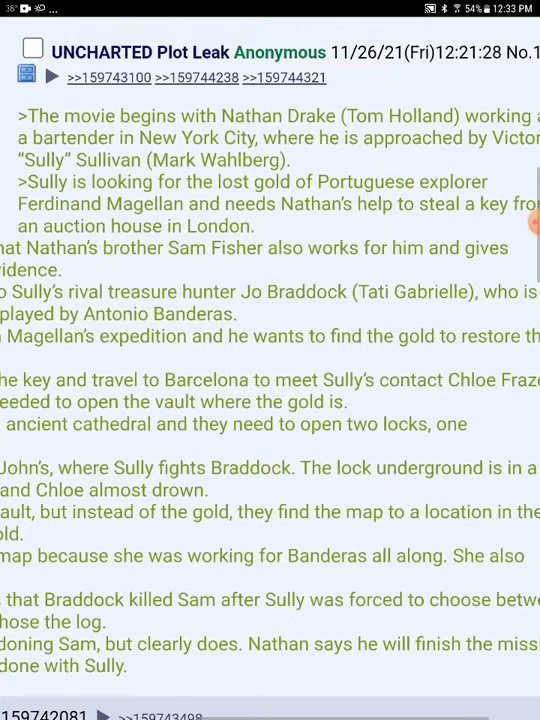 38° ... 54% 12:33 PM
UNCHARTED Plot Leak Anonymous 11/26/21(Fri)12:21:28 No.1
>>159743100 >>159744238 >>159744321
>The movie begins with Nathan Drake (Tom Holland) working a
a bartender in New York City, where he is approached by Victor
“Sully” Sullivan (Mark Wahlberg).
>Sully is looking for the lost gold of Portuguese explorer
Ferdinand Magellan and needs Nathan’s help to steal a key fro
an auction house in London.
hat Nathan’s brother Sam Fisher also works for him and gives
vidence.
o Sully’s rival treasure hunter Jo Braddock (Tati Gabrielle), who is
played by Antonio Banderas.
Magellan’s expedition and he wants to find the gold to restore th
he key and travel to Barcelona to meet Sully’s contact Chloe Fraze
eeded to open the vault where the gold is.
ancient cathedral and they need to open two locks, one
John’s, where Sully fights Braddock. The lock underground is in a
and Chloe almost drown.
ault, but instead of the gold, they find the map to a location in the
old.
map because she was working for Banderas all along. She also
s that Braddock killed Sam after Sully was forced to choose betwe
hose the log.
doning Sam, but clearly does. Nathan says he will finish the missi
done with Sully.
159742081 >>159743498